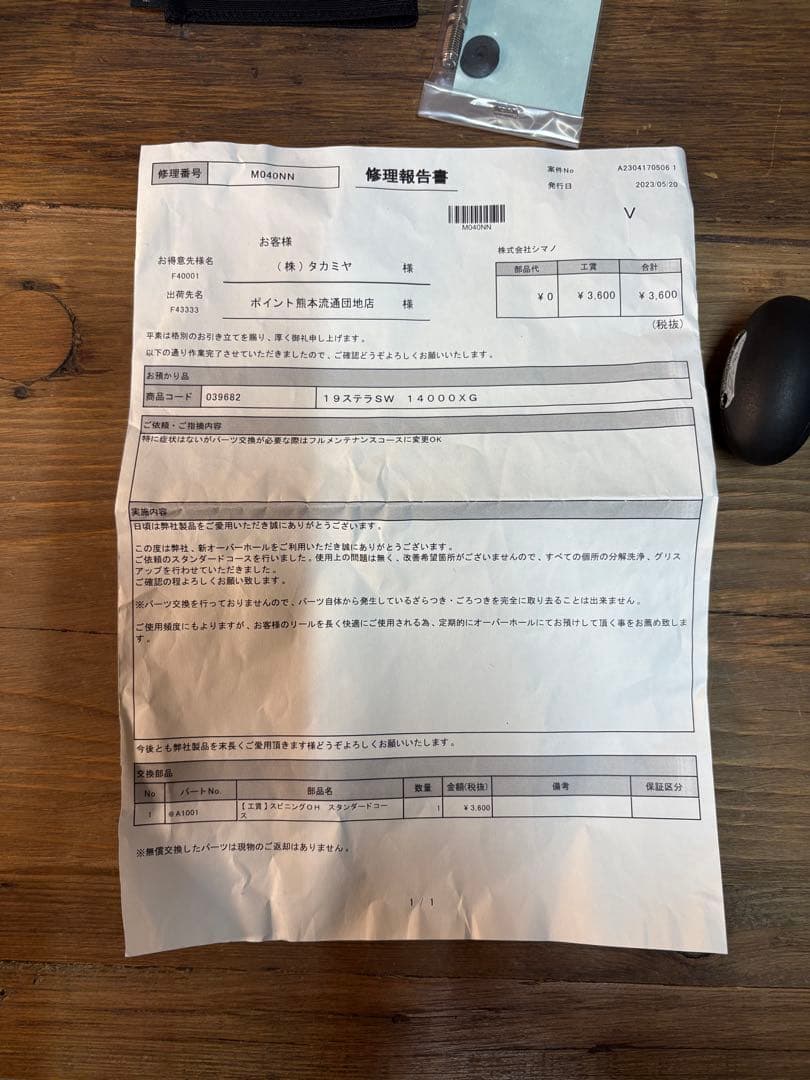 修理番号 M040NN
修理報告書
案件No A23041705061
発行日 2023/05/20
M040NN
V
お客様
お得意先様名
F40001
(株)タカミヤ 様
出荷先名
F43333
ポイント熊本流通団地店 様
株式会社シマノ
部品代 工賃 合計
¥0 ¥3,600 ¥3,600
(税抜)
平素は格別のお引き立てを賜り、厚く御礼申し上げます。
以下の通り作業完了させていただきましたので、ご確認どうぞよろしくお願いいたします。
お預かり品
商品コード 039682 19ステラSW 14000XG
ご依頼・ご指摘内容
特に症状はないがパーツ交換が必要な際はフルメンテナンスコースに変更OK
実施内容
日頃は弊社製品をご愛用いただき誠にありがとうございます。
この度は弊社、新オーバーホールをご利用いただき誠にありがとうございます。
ご依頼のスタンダードコースを行いました。使用上の問題は無く、改善希望箇所がございませんので、すべての個所の分解洗浄、グリス
アップを行わせていただきました。
ご確認の程よろしくお願い致します。
※パーツ交換を行っておりませんので、パーツ自体から発生しているざらつき・ごろつきを完全に取り去ることは出来ません。
ご使用頻度にもよりますが、お客様のリールを長く快適にご使用される為、定期的にオーバーホールにてお預けして頂く事をお薦め致しま
す。
今後とも弊社製品を末長くご愛用頂きます様どうぞよろしくお願いいたします。
交換部品
No パートNo. 部品名 数量 金額(税抜) 備考 保証区分
1 @A1001 【工賃】スピニングOH スタンダードコー
ス 1 ¥3,600
※無償交換したパーツは現物のご返却はありません。
1 / 1